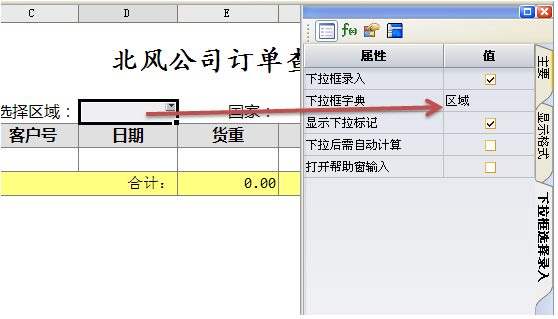 C D E
北风公司订单查
选择区域： 国家：
客户号 日期 货重
合计： 0.00
f(x)
属性 值
下拉框录入
下拉框字典 区域
显示下拉标记
下拉后需自动计算
打开帮助窗输入
主要
显示格式
下拉框选择录入